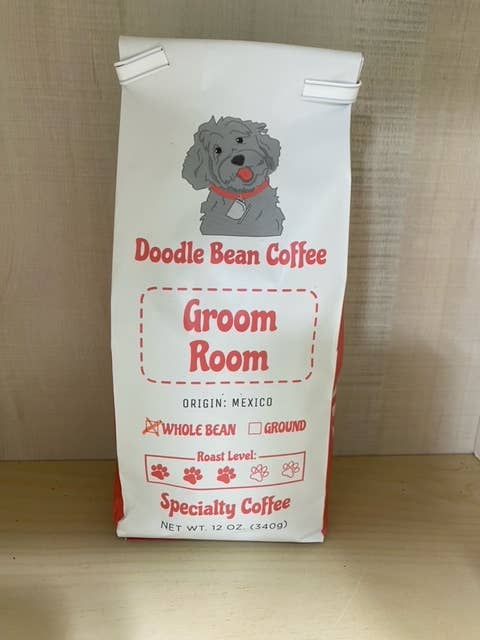 Doodle Bean Coffee
Groom
Room
ORIGIN: MEXICO
WHOLE BEAN GROUND
Roast Level:
Specialty Coffee
NET WT. 12 OZ. (340g)